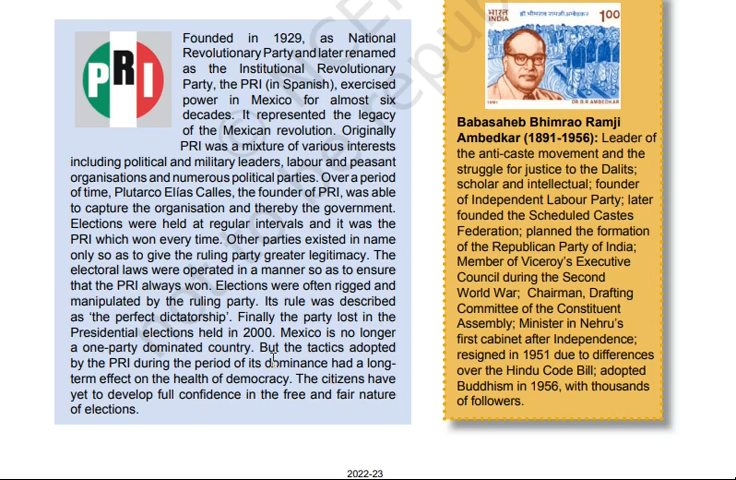 PRI
Founded in 1929, as National
Revolutionary Party and later renamed
as the Institutional Revolutionary
Party, the PRI (in Spanish), exercised
power in Mexico for almost six
decades. It represented the legacy
of the Mexican revolution. Originally
PRI was a mixture of various interests
including political and military leaders, labour and peasant
organisations and numerous political parties. Over a period
of time, Plutarco Elías Calles, the founder of PRI, was able
to capture the organisation and thereby the government.
Elections were held at regular intervals and it was the
PRI which won every time. Other parties existed in name
only so as to give the ruling party greater legitimacy. The
electoral laws were operated in a manner so as to ensure
that the PRI always won. Elections were often rigged and
manipulated by the ruling party. Its rule was described
as ‘the perfect dictatorship’. Finally the party lost in the
Presidential elections held in 2000. Mexico is no longer
a one-party dominated country. But the tactics adopted
by the PRI during the period of its dominance had a long-
term effect on the health of democracy. The citizens have
yet to develop full confidence in the free and fair nature
of elections.
भारत
INDIA
डॉ. भीमराव रामजी अम्बेडकर
1.00
1991
DR B.R. AMBEDKAR
Babasaheb Bhimrao Ramji
Ambedkar (1891-1956): Leader of
the anti-caste movement and the
struggle for justice to the Dalits;
scholar and intellectual; founder
of Independent Labour Party; later
founded the Scheduled Castes
Federation; planned the formation
of the Republican Party of India;
Member of Viceroy’s Executive
Council during the Second
World War; Chairman, Drafting
Committee of the Constituent
Assembly; Minister in Nehru’s
first cabinet after Independence;
resigned in 1951 due to differences
over the Hindu Code Bill; adopted
Buddhism in 1956, with thousands
of followers.
2022-23